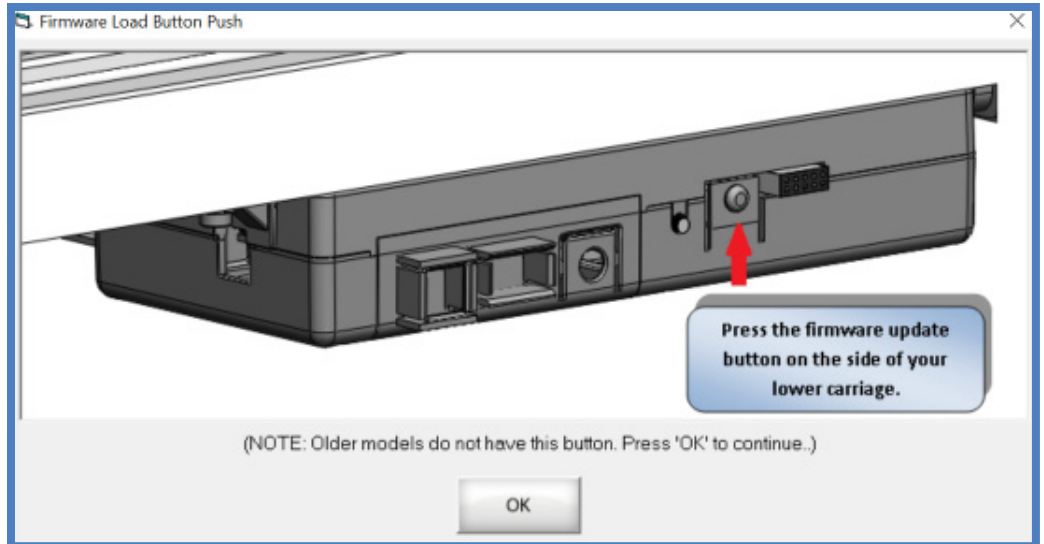 Firmware Load Button Push
Press the firmware update
button on the side of your
lower carriage.
(NOTE: Older models do not have this button. Press 'OK' to continue..)
OK